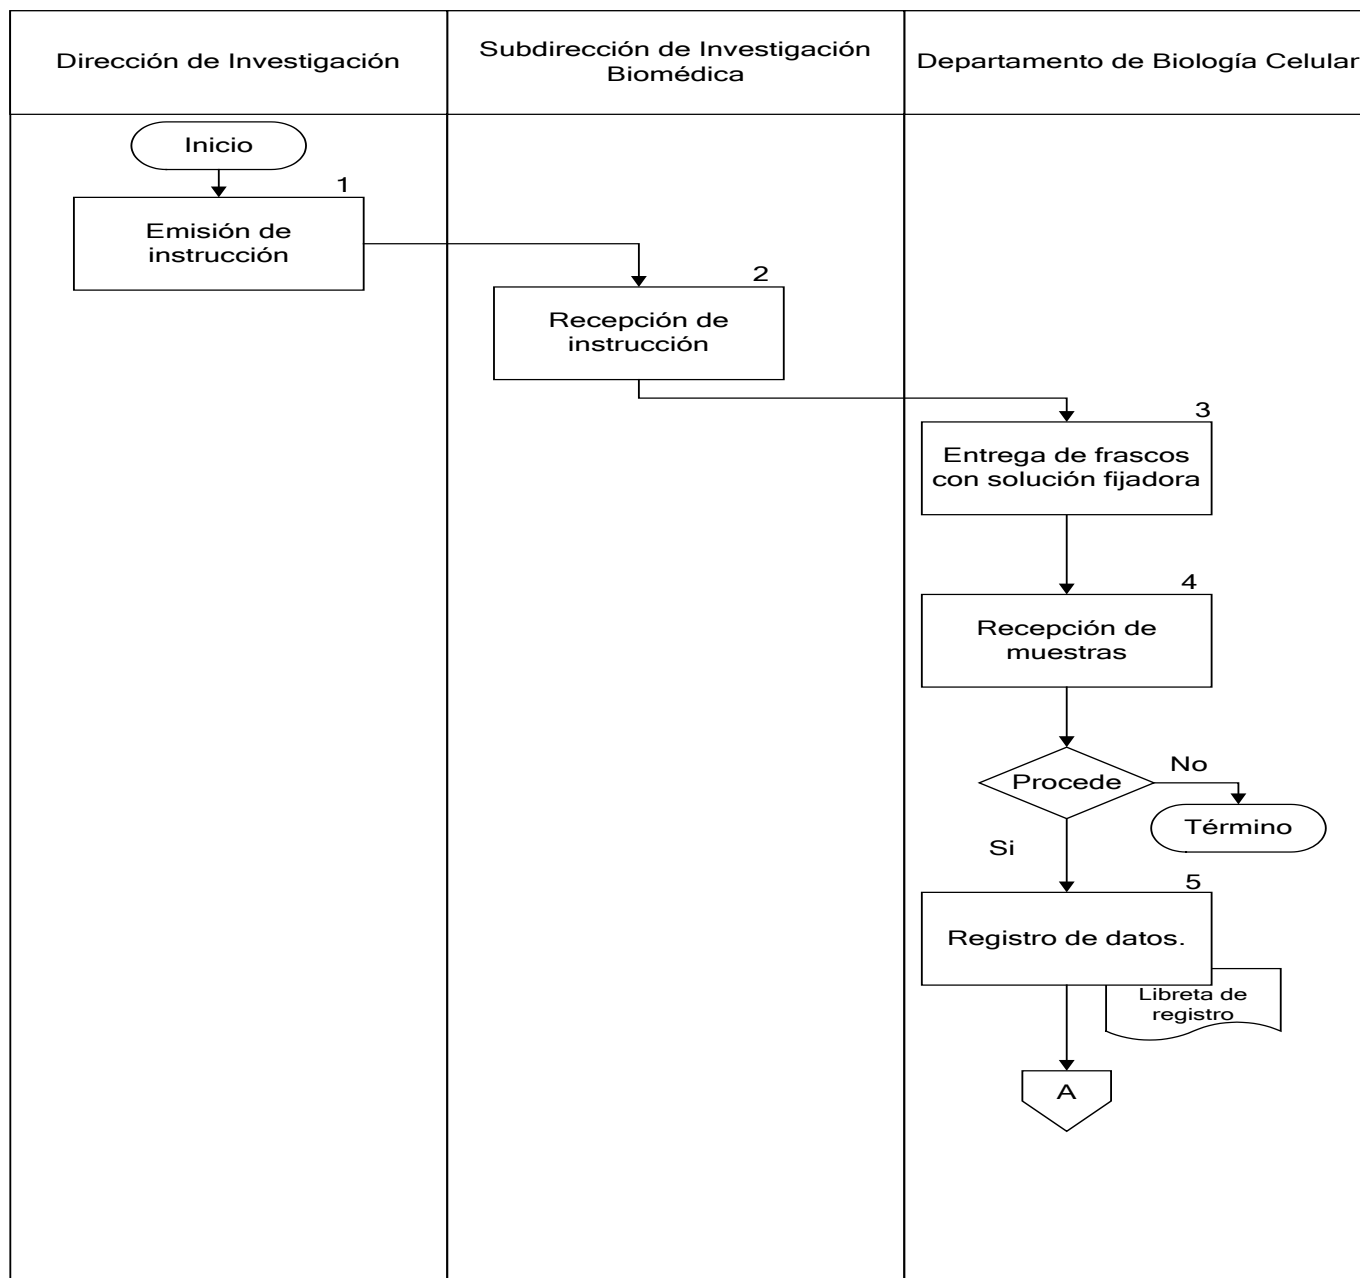 Dirección de Investigación
Subdirección de Investigación
Biomédica
Departamento de Biología Celular
Inicio
1
Emisión de
instrucción
2
Recepción de
instrucción
3
Entrega de frascos
con solución fijadora
4
Recepción de
muestras
Procede
No
Término
Si
5
Registro de datos.
Libreta de
registro
A